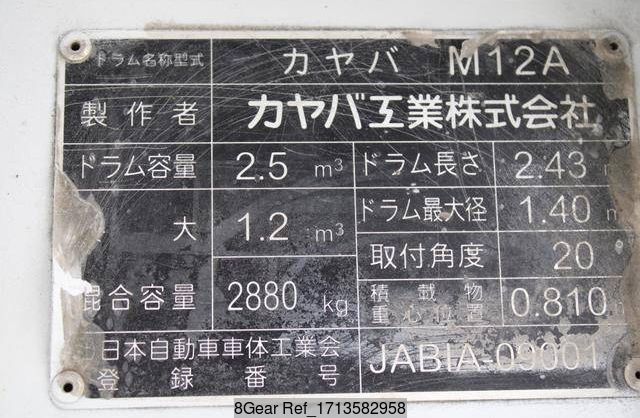 ドラム名称型式 カヤバ M12A
製作者 カヤバ工業株式会社
ドラム容量 2.5 m³ ドラム長さ 2.43
大 1.2 m³ ドラム最大径 1.40
取付角度 20
混合容量 2880 kg 積載物重心位置 0.810
日本自動車車体工業会
登録番号 JABIA-09001
8Gear Ref_1713582958